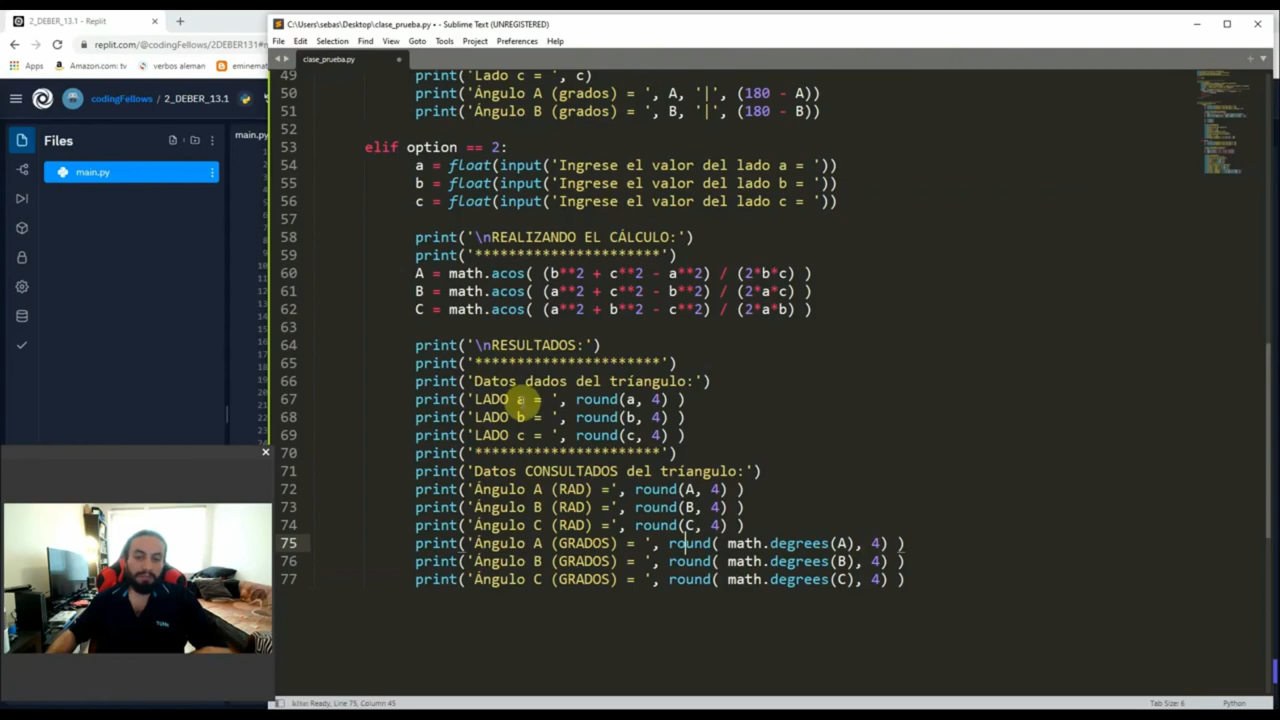 2_DEBER_13.1 - Replit
replit.com/@codingFellows/2DEBER131#
Apps
Amazon.com: tv
verbos aleman
eminemat
codingFellows / 2_DEBER_13.1
Files
main.py
main.py
C:\Users\sebas\Desktop\clase_prueba.py • - Sublime Text (UNREGISTERED)
File Edit Selection Find View Goto Tools Project Preferences Help
clase_prueba.py
49 print('Lado c = ', c)
50 print('Ángulo A (grados) = ', A, '|', (180 - A))
51 print('Ángulo B (grados) = ', B, '|', (180 - B))
52
53 elif option == 2:
54 a = float(input('Ingrese el valor del lado a = '))
55 b = float(input('Ingrese el valor del lado b = '))
56 c = float(input('Ingrese el valor del lado c = '))
57
58 print('\nREALIZANDO EL CÁLCULO:')
59 print('**********************')
60 A = math.acos( (b**2 + c**2 - a**2) / (2*b*c) )
61 B = math.acos( (a**2 + c**2 - b**2) / (2*a*c) )
62 C = math.acos( (a**2 + b**2 - c**2) / (2*a*b) )
63
64 print('\nRESULTADOS:')
65 print('**********************')
66 print('Datos dados del tríangulo:')
67 print('LADO a = ', round(a, 4) )
68 print('LADO b = ', round(b, 4) )
69 print('LADO c = ', round(c, 4) )
70 print('**********************')
71 print('Datos CONSULTADOS del tríangulo:')
72 print('Ángulo A (RAD) =', round(A, 4) )
73 print('Ángulo B (RAD) =', round(B, 4) )
74 print('Ángulo C (RAD) =', round(C, 4) )
75 print('Ángulo A (GRADOS) = ', round( math.degrees(A), 4) )
76 print('Ángulo B (GRADOS) = ', round( math.degrees(B), 4) )
77 print('Ángulo C (GRADOS) = ', round( math.degrees(C), 4) )
Ready, Line 75, Column 45
Tab Size: 6
Python